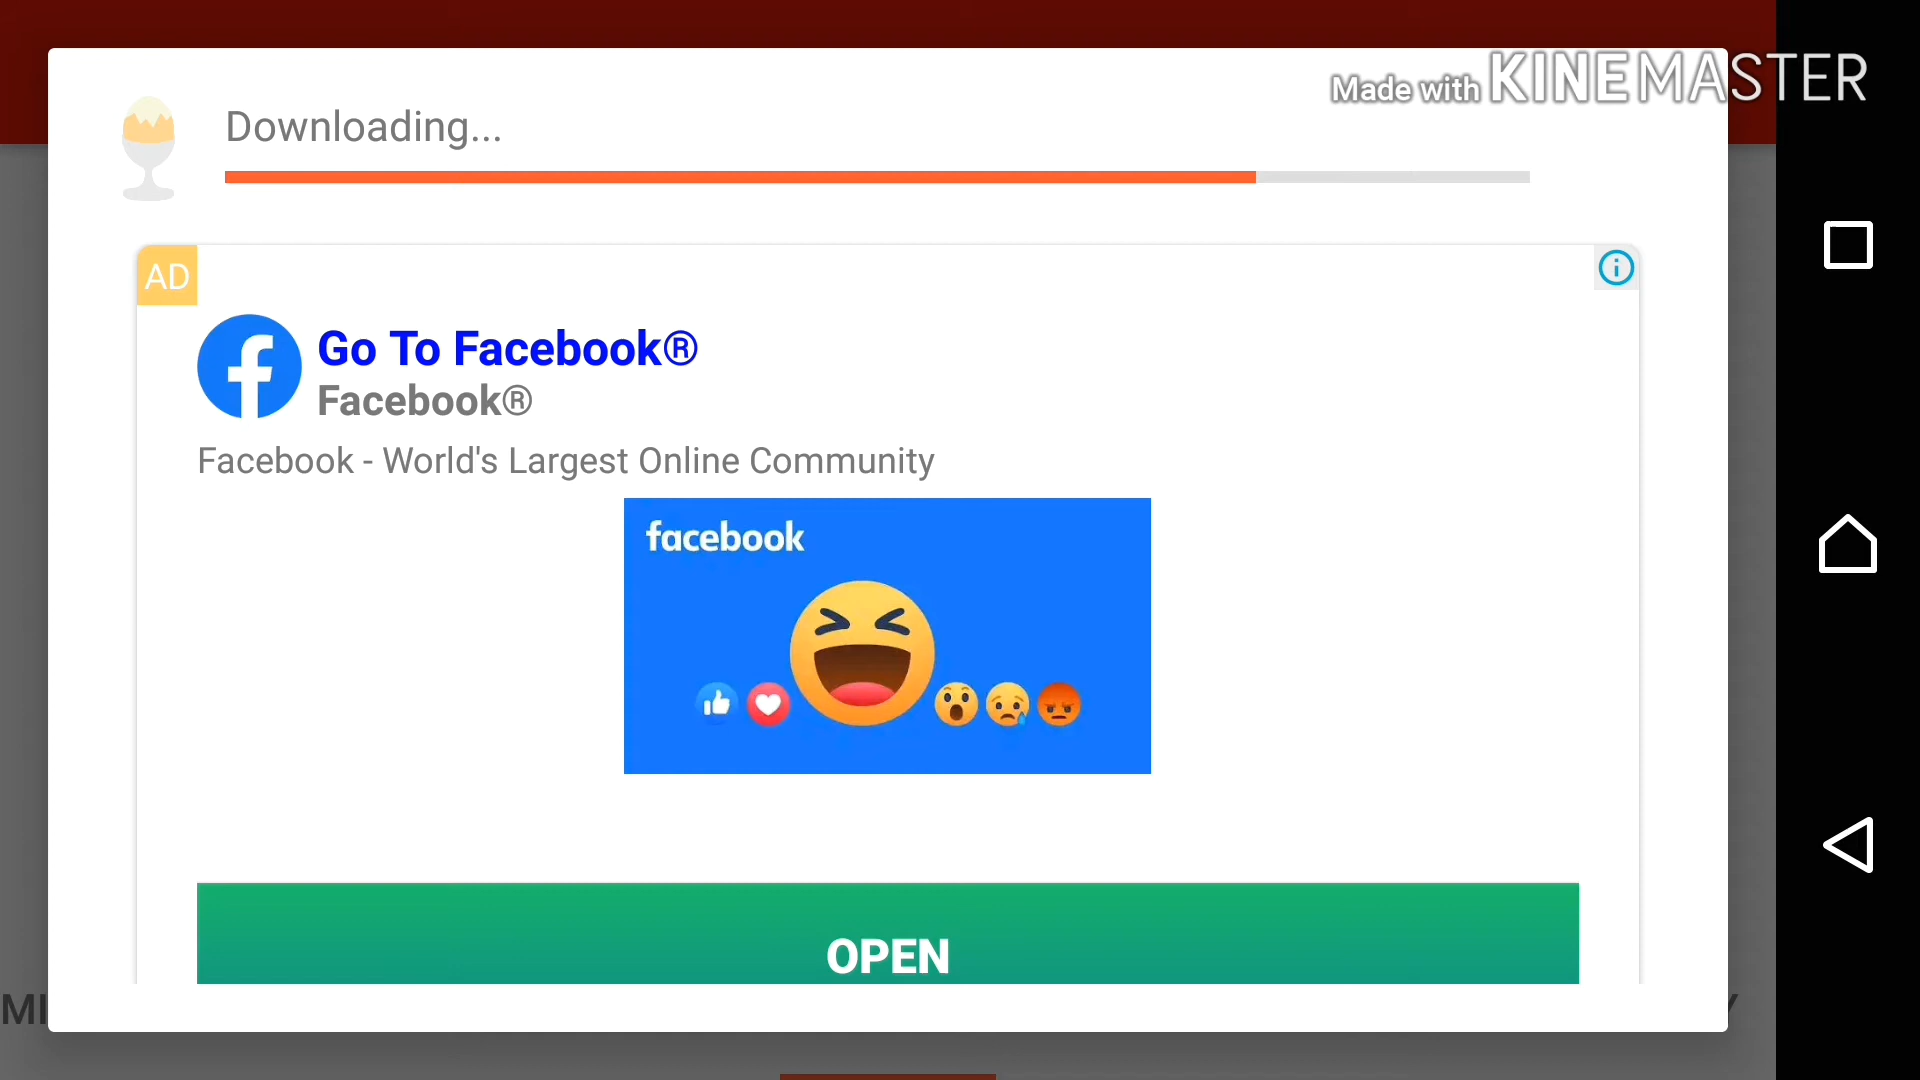 Made with KINEMASTER
Downloading...
AD
Go To Facebook®
Facebook®
Facebook - World's Largest Online Community
facebook
OPEN